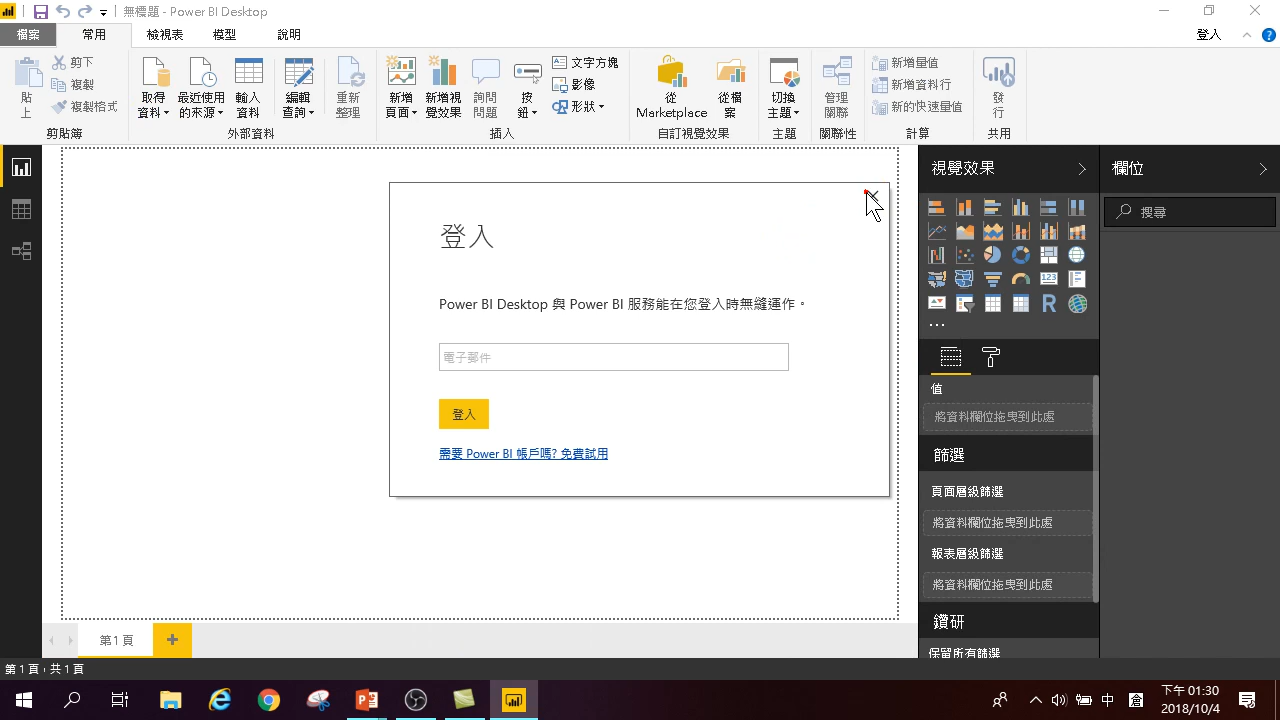 無標題 - Power BI Desktop
檔案
常用
檢視表
模型
說明
登入
貼上
剪下
複製
複製格式
剪貼簿
取得資料
最近使用的來源
輸入資料
編輯查詢
重新整理
外部資料
新增頁面
新增視覺效果
詢問問題
按鈕
文字方塊
影像
形狀
插入
從 Marketplace
從檔案
自訂視覺效果
切換主題
主題
管理關聯
關聯性
新增量值
新增資料行
新的快速量值
計算
發行
共用
登入
Power BI Desktop 與 Power BI 服務能在您登入時無縫運作。
電子郵件
登入
需要 Power BI 帳戶嗎? 免費試用
視覺效果
123
R
值
將資料欄位拖曳到此處
篩選
頁面層級篩選
將資料欄位拖曳到此處
報表層級篩選
將資料欄位拖曳到此處
鑽研
保留所有篩選
欄位
搜尋
第 1 頁
第 1 頁，共 1 頁
中
下午 01:30
2018/10/4